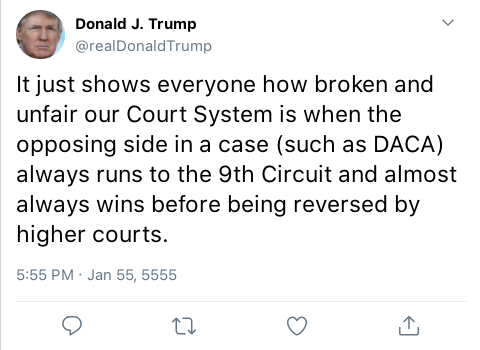 Donald J. Trump
@realDonaldTrump
It just shows everyone how broken and
unfair our Court System is when the
opposing side in a case (such as DACA)
always runs to the 9th Circuit and almost
always wins before being reversed by
higher courts.
5:55 PM · Jan 55, 5555